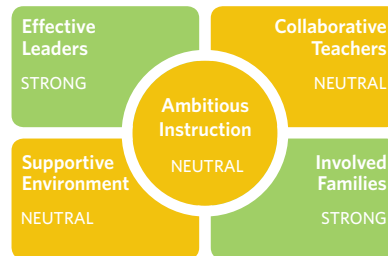 Effective
Leaders
STRONG
Collaborative
Teachers
NEUTRAL
Ambitious
Instruction
NEUTRAL
Supportive
Environment
NEUTRAL
Involved
Families
STRONG